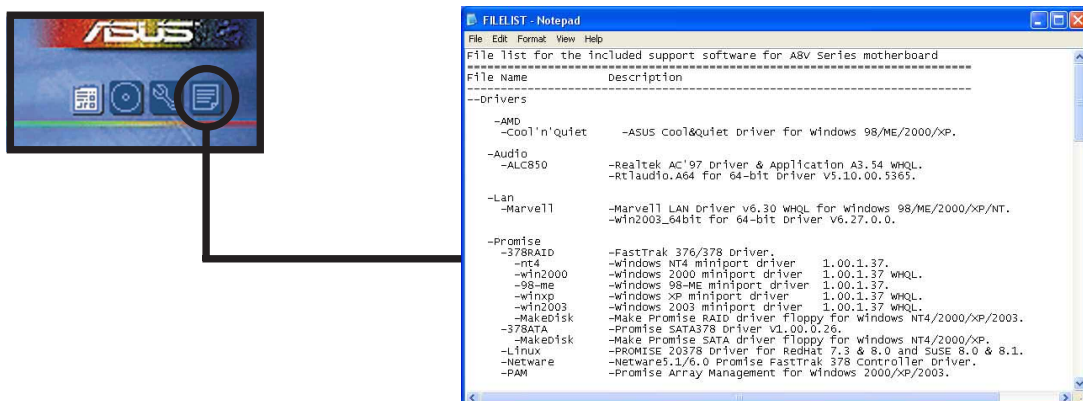 ASUS
FILELIST - Notepad
File Edit Format View Help
File list for the included support software for A8V Series motherboard
==========================================================================
File Name Description
--------------------------------------------------------------------------
--Drivers
-AMD
-Cool'n'Quiet -ASUS Cool&Quiet Driver for Windows 98/ME/2000/XP.
-Audio
-ALC850 -Realtek AC'97 Driver & Application A3.54 WHQL.
-Rtlaudio.A64 for 64-bit Driver V5.10.00.5365.
-Lan
-Marvell -Marvell LAN Driver v6.30 WHQL for Windows 98/ME/2000/XP/NT.
-Win2003_64bit for 64-bit Driver V6.27.0.0.
-Promise
-378RAID -FastTrak 376/378 Driver.
-nt4 -Windows NT4 miniport driver 1.00.1.37.
-win2000 -Windows 2000 miniport driver 1.00.1.37 WHQL.
-98-me -Windows 98-ME miniport driver 1.00.1.37.
-winxp -Windows XP miniport driver 1.00.1.37 WHQL.
-win2003 -Windows 2003 miniport driver 1.00.1.37 WHQL.
-MakeDisk -Make Promise RAID driver floppy for Windows NT4/2000/XP/2003.
-378ATA -Promise SATA378 Driver V1.00.0.26.
-MakeDisk -Make Promise SATA driver floppy for Windows NT4/2000/XP.
-Linux -PROMISE 20378 Driver for RedHat 7.3 & 8.0 and SuSE 8.0 & 8.1.
-Netware -Netware5.1/6.0 Promise FastTrak 378 Controller Driver.
-PAM -Promise Array Management for Windows 2000/XP/2003.